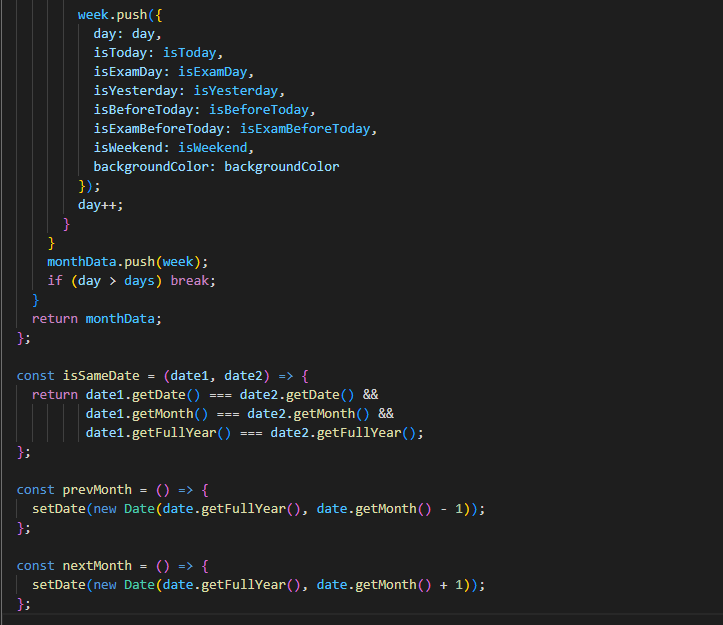 week.push({
day: day,
isToday: isToday,
isExamDay: isExamDay,
isYesterday: isYesterday,
isBeforeToday: isBeforeToday,
isExamBeforeToday: isExamBeforeToday,
isWeekend: isWeekend,
backgroundColor: backgroundColor
});
day++;
}
}
monthData.push(week);
if (day > days) break;
}
return monthData;
};

const isSameDate = (date1, date2) => {
return date1.getDate() === date2.getDate() &&
date1.getMonth() === date2.getMonth() &&
date1.getFullYear() === date2.getFullYear();
};

const prevMonth = () => {
setDate(new Date(date.getFullYear(), date.getMonth() - 1));
};

const nextMonth = () => {
setDate(new Date(date.getFullYear(), date.getMonth() + 1));
};